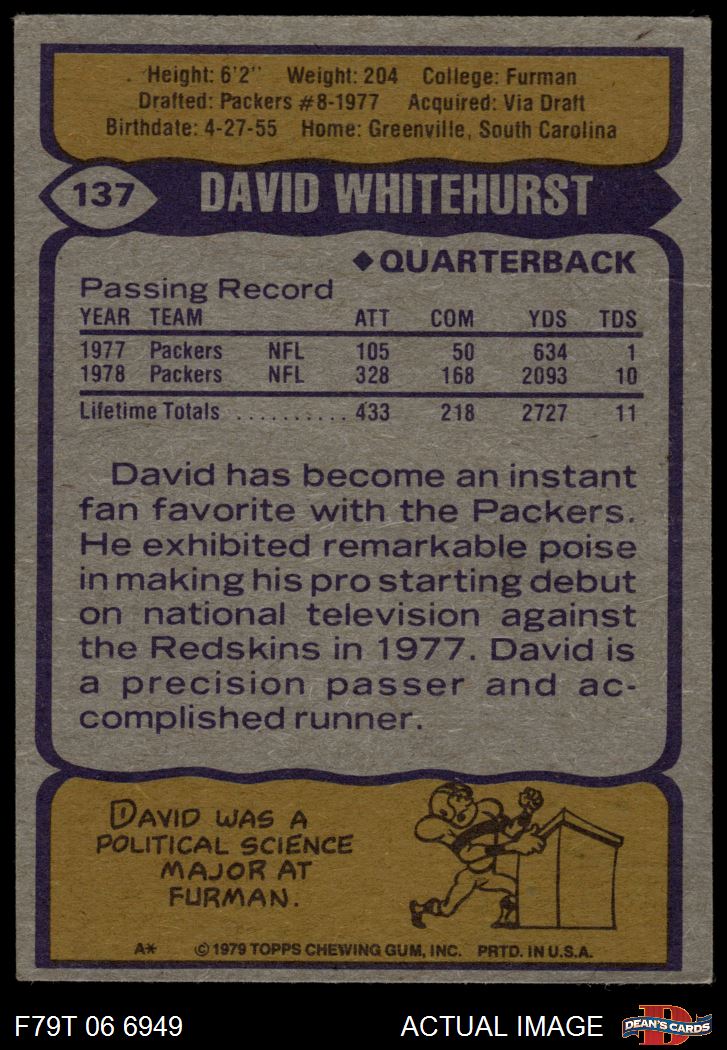 Height: 6'2" Weight: 204 College: Furman
Drafted: Packers #8-1977 Acquired: Via Draft
Birthdate: 4-27-55 Home: Greenville, South Carolina
137 DAVID WHITEHURST
◆QUARTERBACK
Passing Record
YEAR TEAM ATT COM YDS TDS
1977 Packers NFL 105 50 634 1
1978 Packers NFL 328 168 2093 10
Lifetime Totals .......... 433 218 2727 11
David has become an instant
fan favorite with the Packers.
He exhibited remarkable poise
in making his pro starting debut
on national television against
the Redskins in 1977. David is
a precision passer and ac-
complished runner.
DAVID WAS A
POLITICAL SCIENCE
MAJOR AT
FURMAN.
A* © 1979 TOPPS CHEWING GUM, INC. PRTD. IN U.S.A.
F79T 06 6949 ACTUAL IMAGE D DEAN'S CARDS